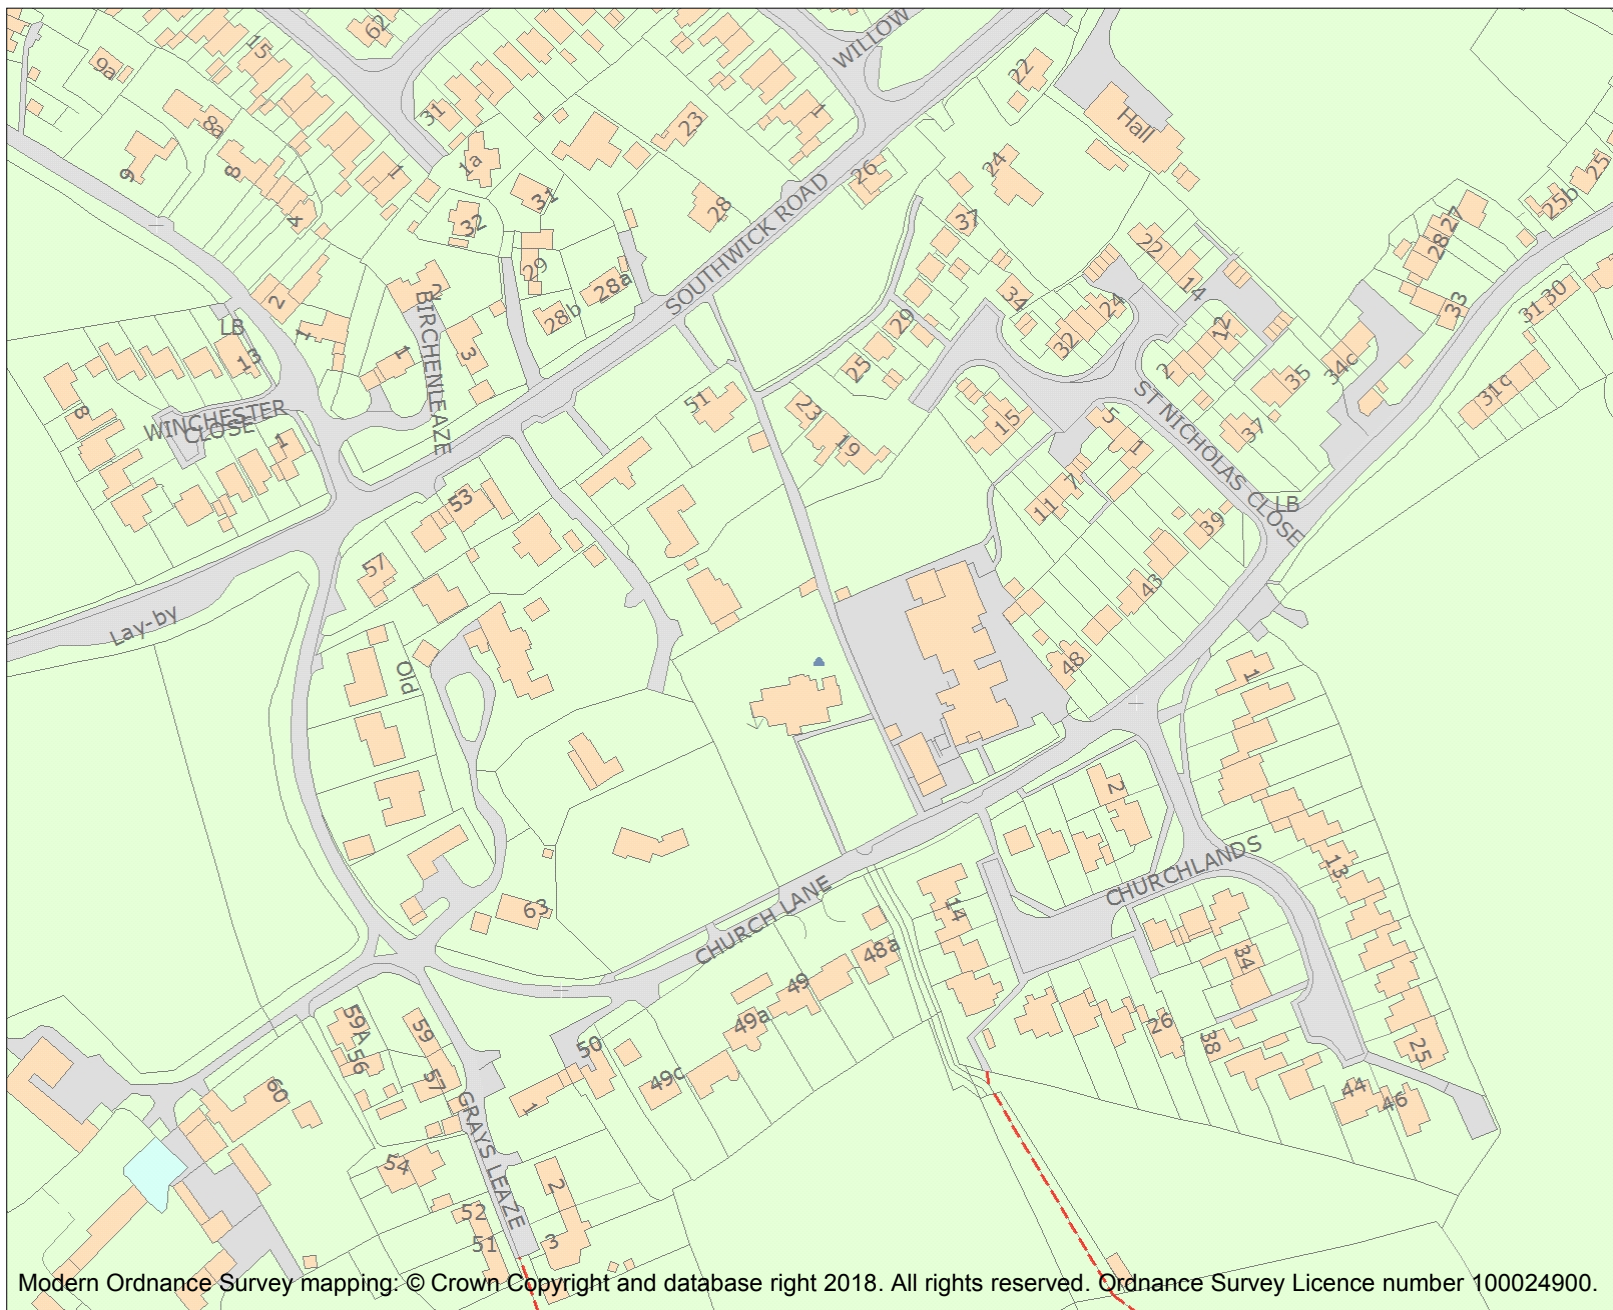 62
WILLOW
15
9a
22
31
1
23
Hall
8a
1a
24
26
25
9
8
1
31
25b
4
32
28
37
27
22
28
29
34
14
2
28a
24
33
31 30
SOUTHWICK ROAD
28b
29
12
LB
1
BIRCHENLEAZE
32
13
1
3
25
2
35
34c
31c
8
WINCHESTER
CLOSE
51
23
5
ST NICHOLAS CLOSE
15
19
1
37
1
7
53
11
LB
39
57
43
Lay-by
48
1
Old
2
13
CHURCHLANDS
63
CHURCH LANE
14
48a
34
49
59A
59
49a
26
38
56
50
25
57
49c
60
1
44
46
GRAYS LEAZE
54
2
52
51
3
Modern Ordnance Survey mapping: © Crown Copyright and database right 2018. All rights reserved. Ordnance Survey Licence number 100024900.